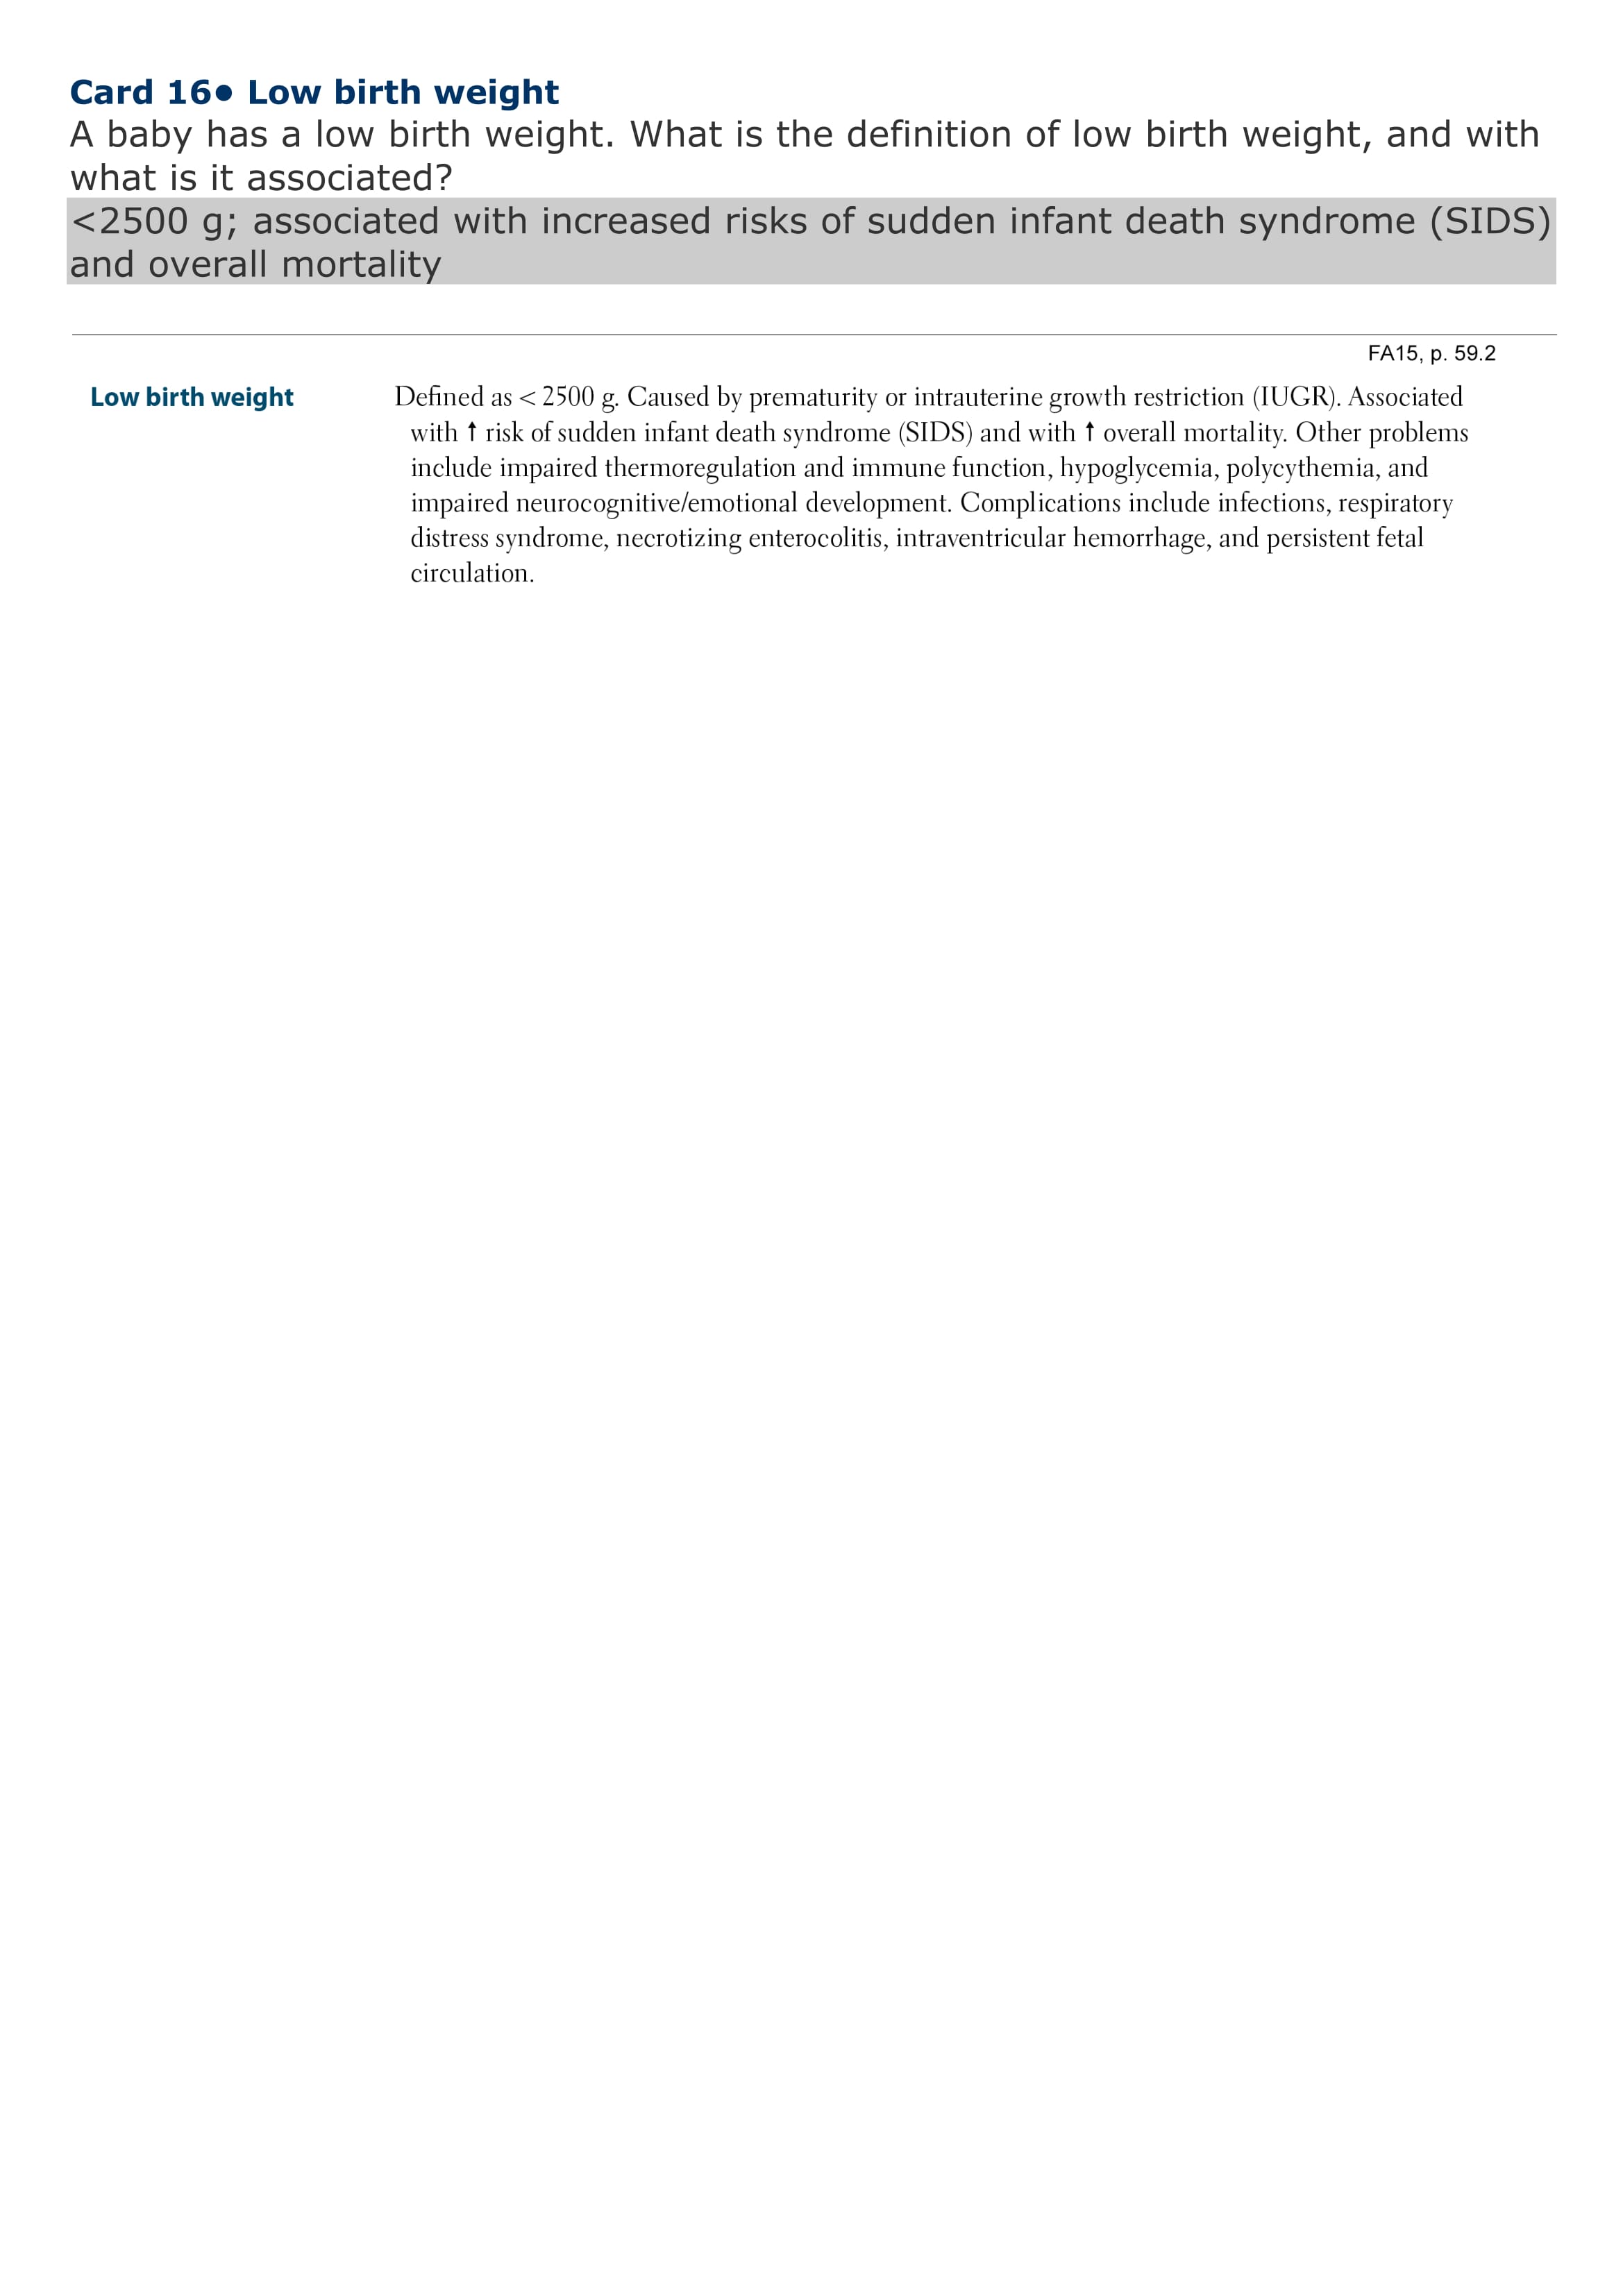 Card 16● Low birth weight
A baby has a low birth weight. What is the definition of low birth weight, and with
what is it associated?
<2500 g; associated with increased risks of sudden infant death syndrome (SIDS)
and overall mortality
FA15, p. 59.2
Low birth weight
Defined as < 2500 g. Caused by prematurity or intrauterine growth restriction (IUGR). Associated
with ↑ risk of sudden infant death syndrome (SIDS) and with ↑ overall mortality. Other problems
include impaired thermoregulation and immune function, hypoglycemia, polycythemia, and
impaired neurocognitive/emotional development. Complications include infections, respiratory
distress syndrome, necrotizing enterocolitis, intraventricular hemorrhage, and persistent fetal
circulation.